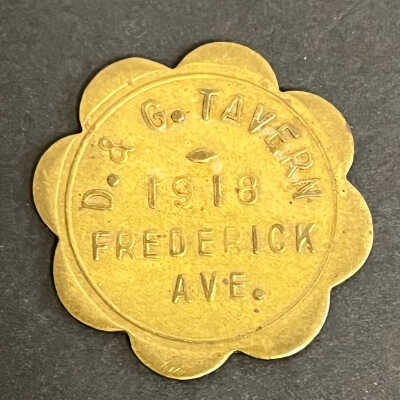 D. & G. TAVERN
1918
FREDERICK
AVE.